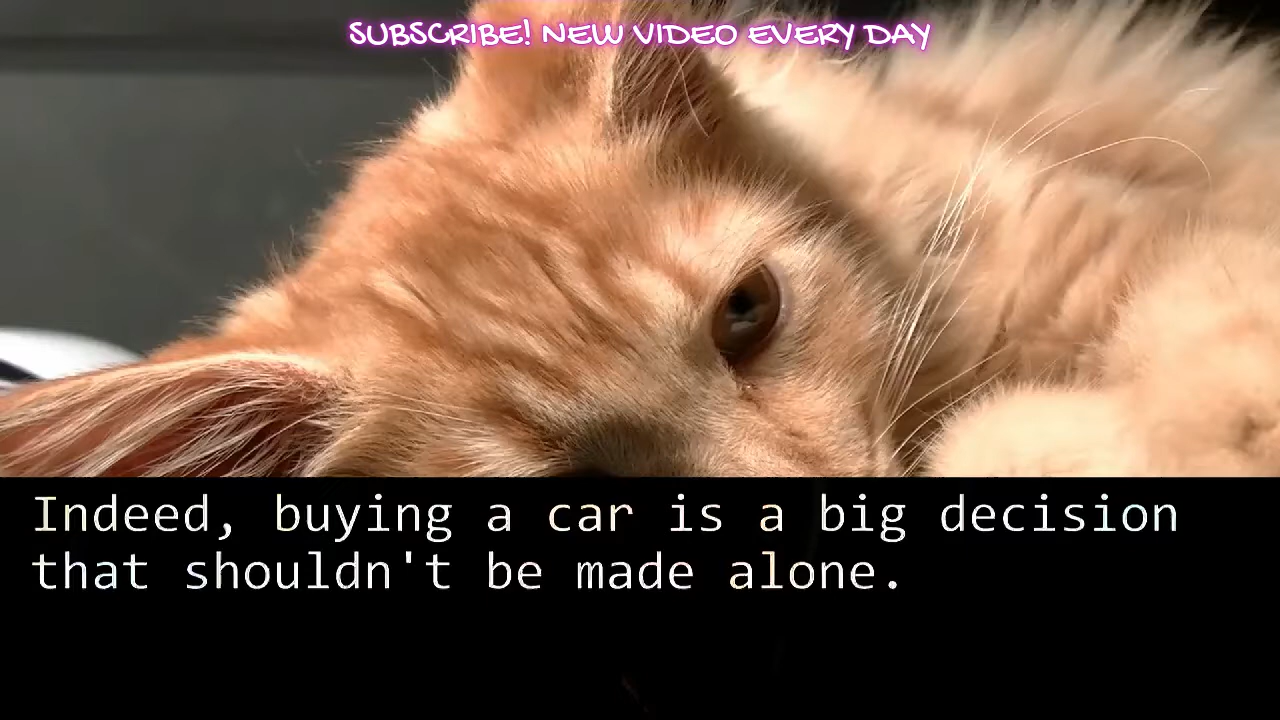 SUBSCRIBE! NEW VIDEO EVERY DAY
Indeed, buying a car is a big decision
that shouldn't be made alone.